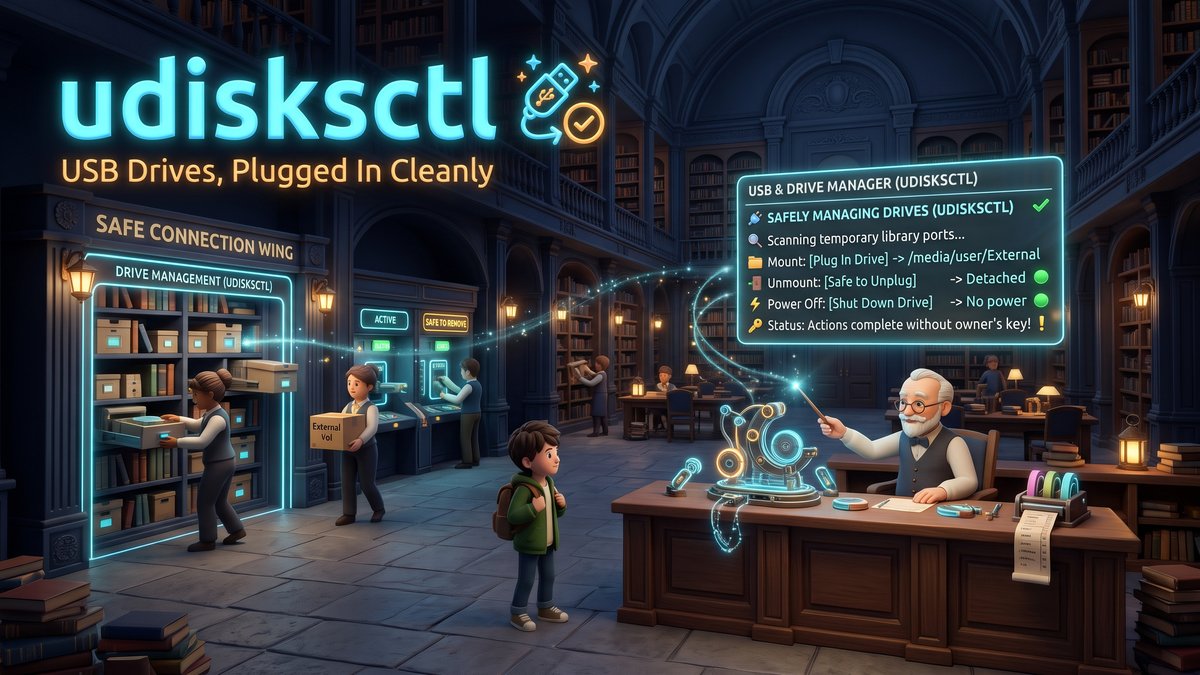 udisksctl
USB Drives, Plugged In Cleanly
SAFE CONNECTION WING
DRIVE MANAGEMENT (UDISKSCTL)
ACTIVE
SAFE TO REMOVE
External
Vol
USB & DRIVE MANAGER (UDISKSCTL)
SAFELY MANAGING DRIVES (UDISKSCTL)
Scanning temporary library ports...
Mount: [Plug In Drive] -> /media/user/External
Unmount: [Safe to Unplug] -> Detached
Power Off: [Shut Down Drive] -> No power
Status: Actions complete without owner's key!